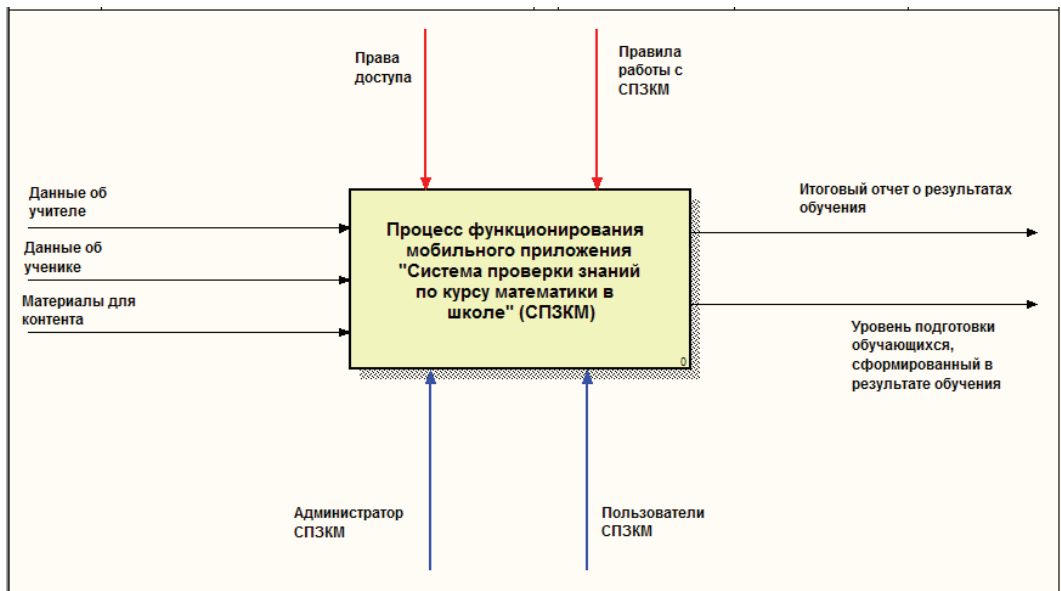 Права
доступа
Правила
работы с
СПЗКМ
Данные об
учителе
Данные об
ученике
Материалы для
контента
Процесс функционирования
мобильного приложения
"Система проверки знаний
по курсу математики в
школе" (СПЗКМ)
0
Итоговый отчет о результатах
обучения
Уровень подготовки
обучающихся,
сформированный в
результате обучения
Администратор
СПЗКМ
Пользователи
СПЗКМ